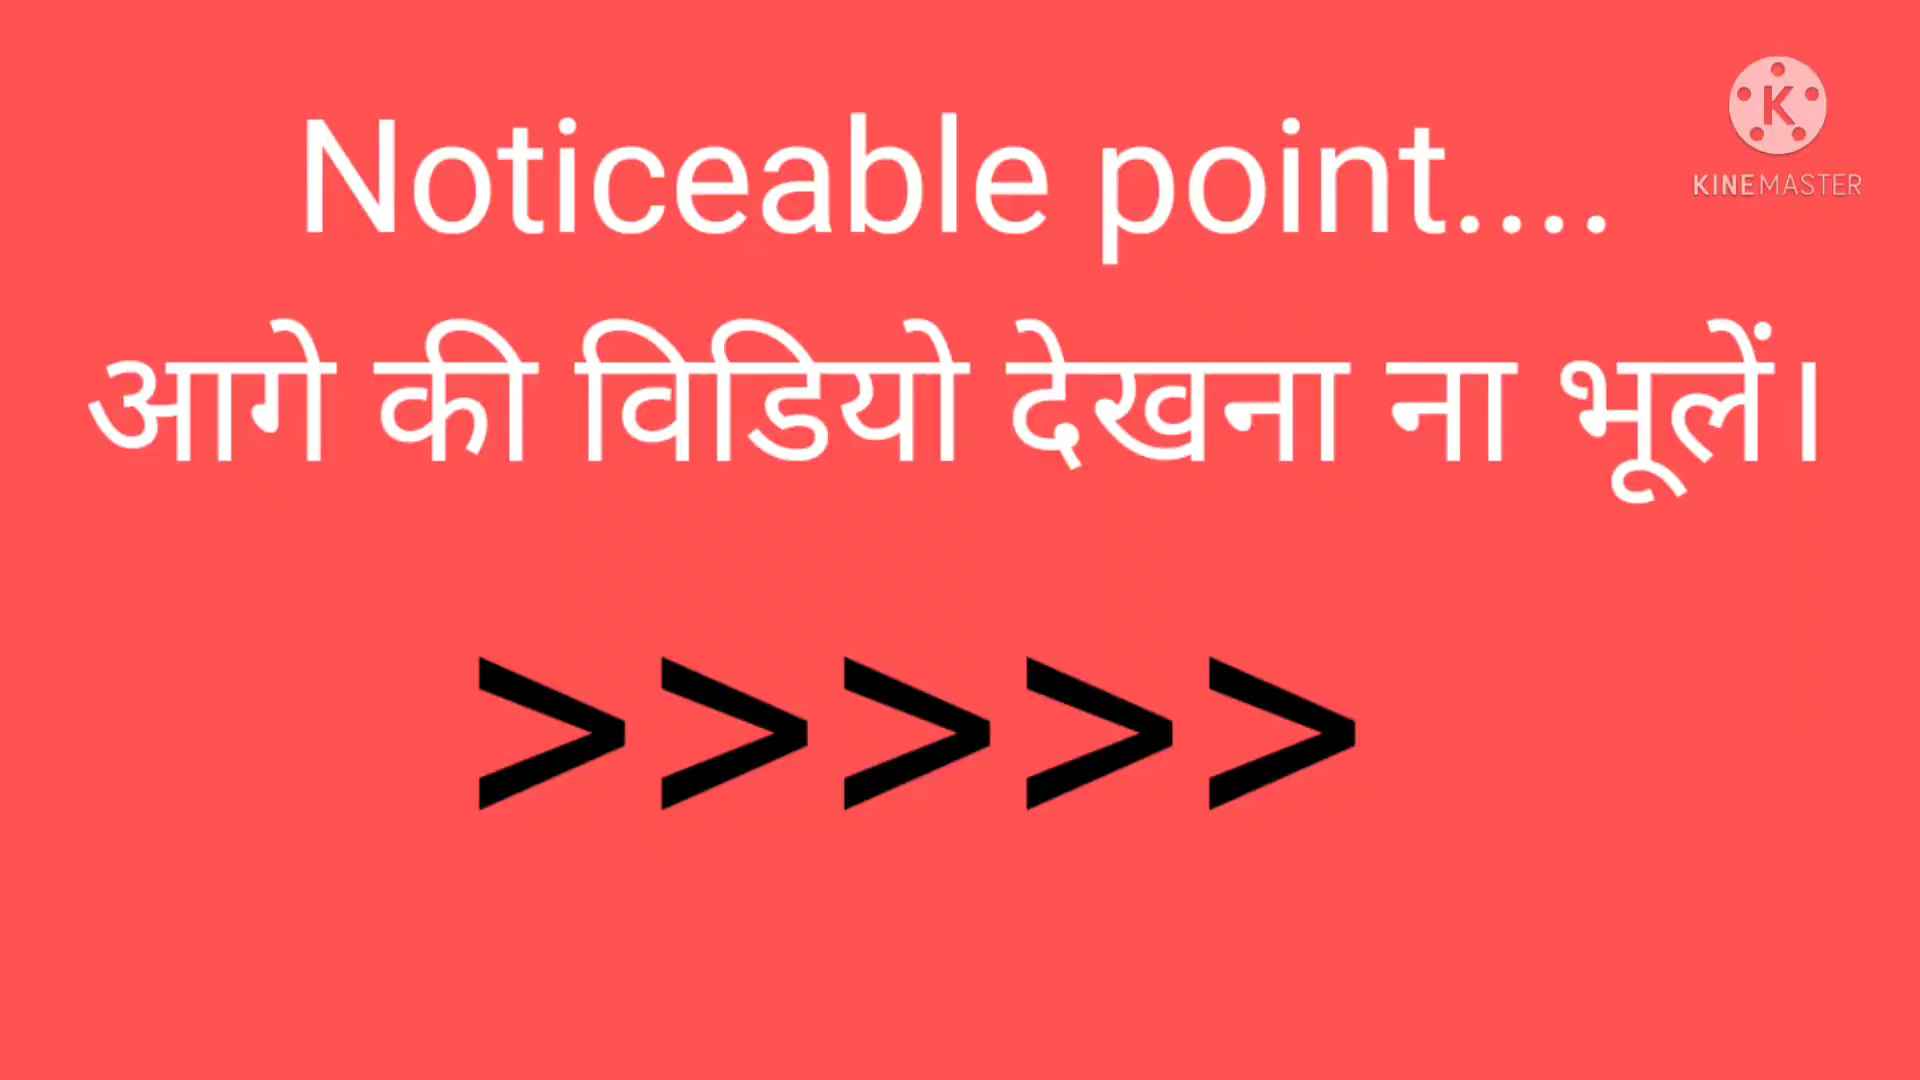 Noticeable point....
K
KINEMASTER
आगे की विडियो देखना ना भूलें।
>>>>>